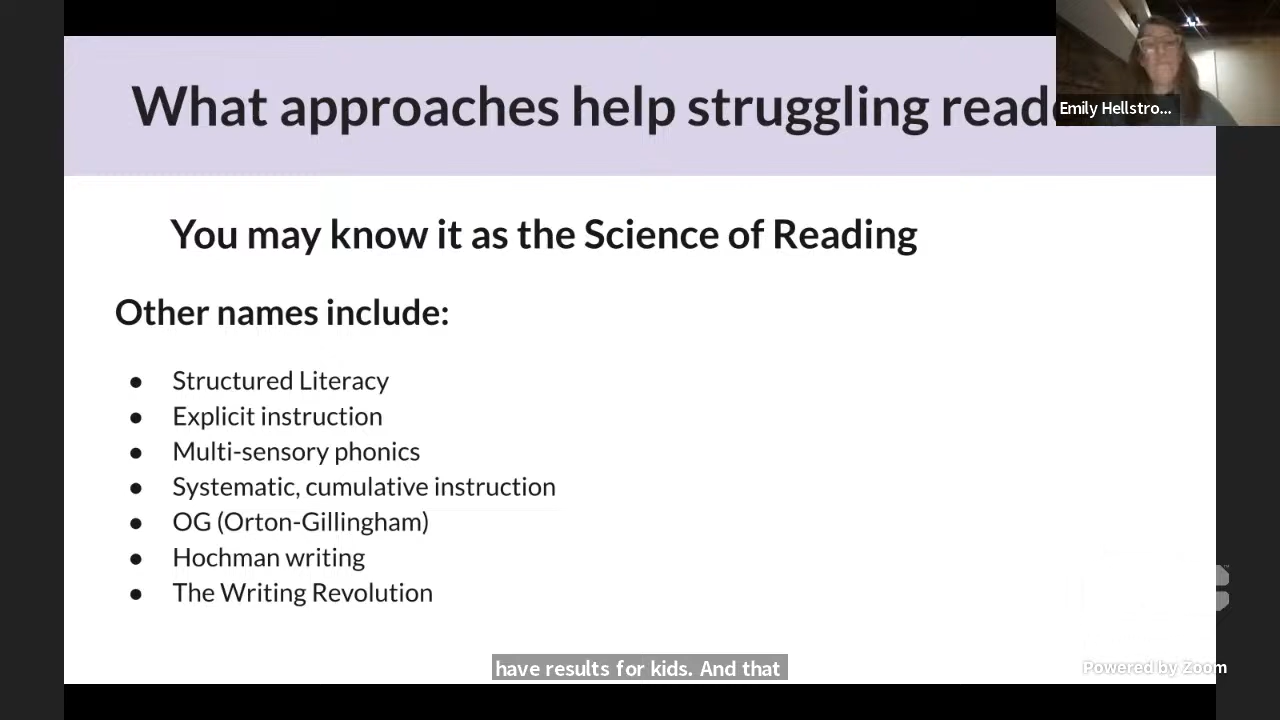 What approaches help struggling read
Emily Hellstro...
You may know it as the Science of Reading
Other names include:
● Structured Literacy
● Explicit instruction
● Multi-sensory phonics
● Systematic, cumulative instruction
● OG (Orton-Gillingham)
● Hochman writing
● The Writing Revolution
have results for kids. And that
Powered by Zoom